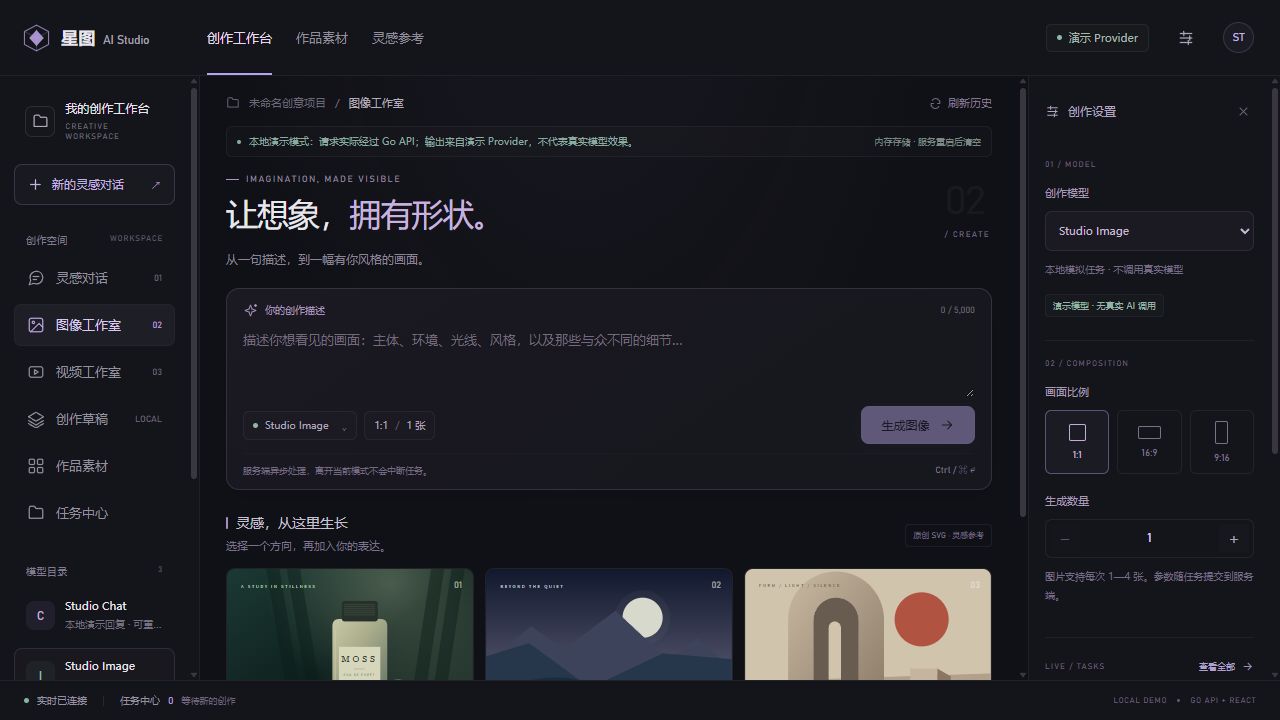 星图 AI Studio
创作工作台 作品素材 灵感参考
演示 Provider
ST
我的创作工作台
CREATIVE
WORKSPACE
新的灵感对话
创作空间 WORKSPACE
灵感对话 01
图像工作室 02
视频工作室 03
创作草稿 LOCAL
作品素材
任务中心
模型目录 3
C
Studio Chat
本地演示回复 · 可重...
I
Studio Image
未命名创意项目 / 图像工作室
刷新历史
本地演示模式：请求实际经过 Go API；输出来自演示 Provider，不代表真实模型效果。
内存存储 · 服务重启后清空
IMAGINATION, MADE VISIBLE
让想象，拥有形状。
02
/ CREATE
从一句描述，到一幅有你风格的画面。
你的创作描述
0 / 5,000
描述你想看见的画面：主体、环境、光线、风格，以及那些与众不同的细节...
Studio Image
1:1 / 1 张
生成图像
服务端异步处理，离开当前模式不会中断任务。
Ctrl / ⌘ ↵
灵感，从这里生长
选择一个方向，再加入你的表达。
原创 SVG · 灵感参考
A STUDY IN STILLNESS 01
MOSS
BEYOND THE QUIET 02
FORM / LIGHT / SILENCE 03
创作设置
01 / MODEL
创作模型
Studio Image
本地模拟任务 · 不调用真实模型
演示模型 · 无真实 AI 调用
02 / COMPOSITION
画面比例
1:1
16:9
9:16
生成数量
1
图片支持每次 1—4 张。参数随任务提交到服务
端。
LIVE / TASKS
查看全部
实时已连接
任务中心 0 等待新的创作
LOCAL DEMO • GO API + REACT